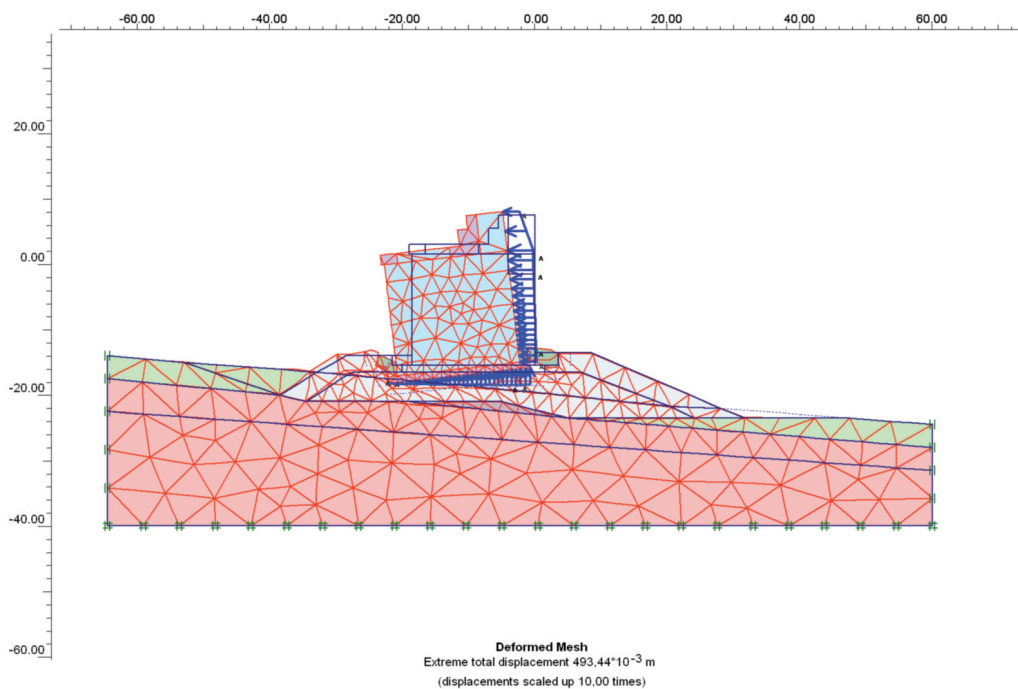 -60.00 -40.00 -20.00 0.00 20.00 40.00 60.00
20.00
0.00
-20.00
-40.00
-60.00
A
A
A
A
Deformed Mesh
Extreme total displacement 493,44*10-3 m
(displacements scaled up 10,00 times)